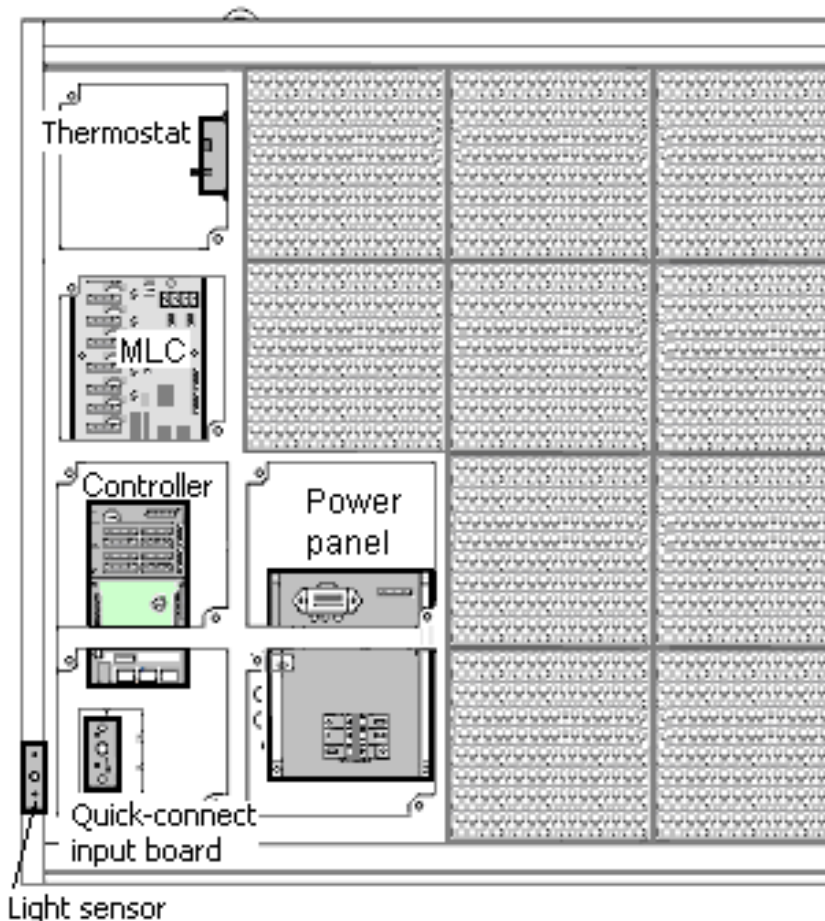 Thermostat
MLC
Controller
Power
panel
Quick-connect
input board
Light sensor